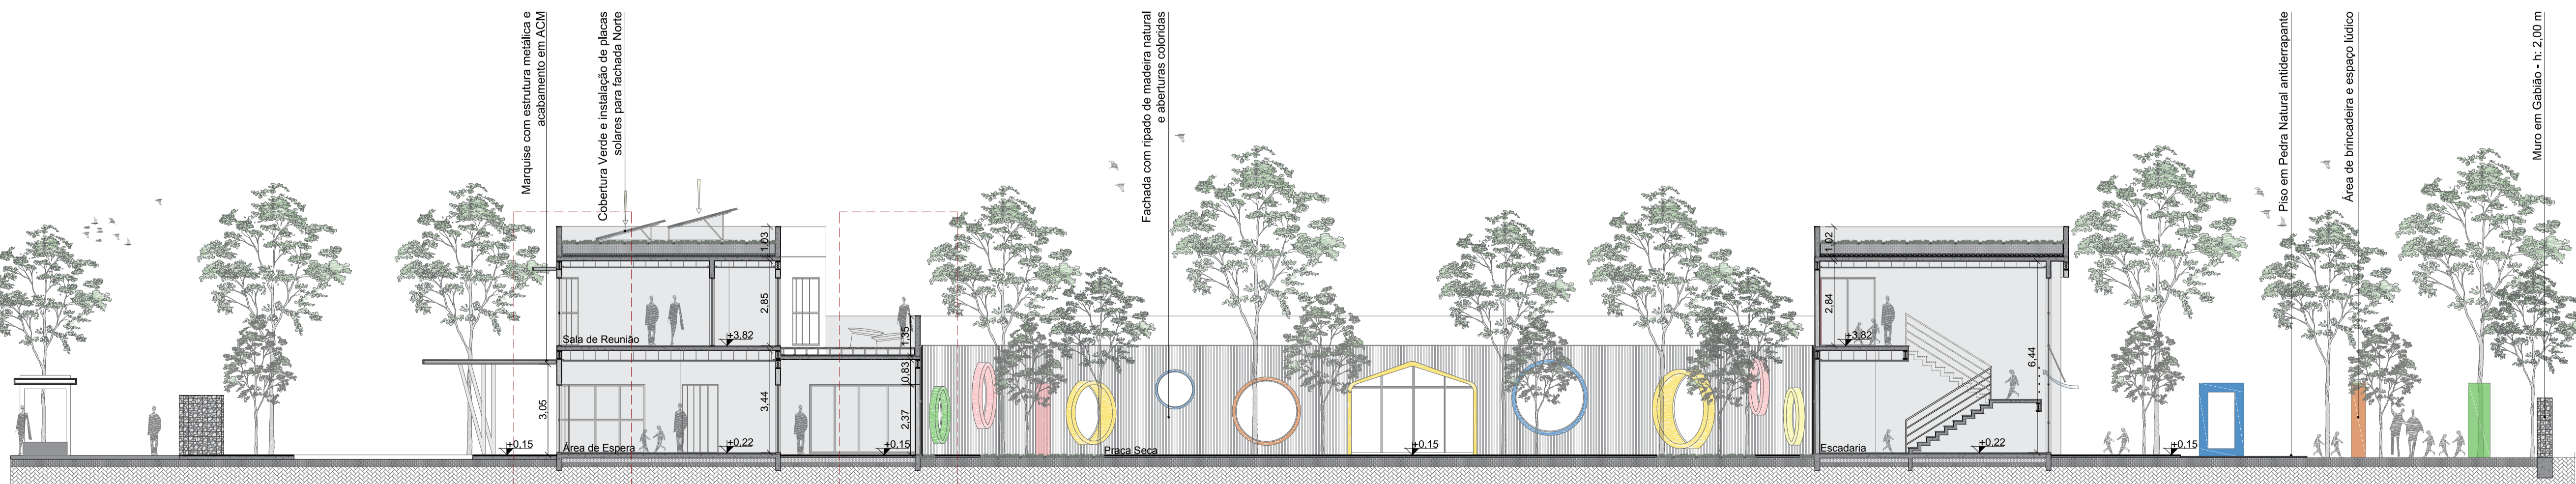 Marquise com estrutura metálica e
acabamento em ACM
Cobertura Verde e instalação de placas
solares para fachada Norte
Fachada com ripado de madeira natural
e aberturas coloridas
Piso em Pedra Natural antiderrapante
Área de brincadeira e espaço lúdico
Muro em Gabião - h: 2,00 m
1,03
2,85
Sala de Reunião
+3,82
1,35
0,83
3,05
3,44
2,37
+0,15
Área de Espera
+0,22
+0,15
Praça Seca
+0,15
1,02
2,84
+3,82
6,44
Escadaria
+0,22
+0,15